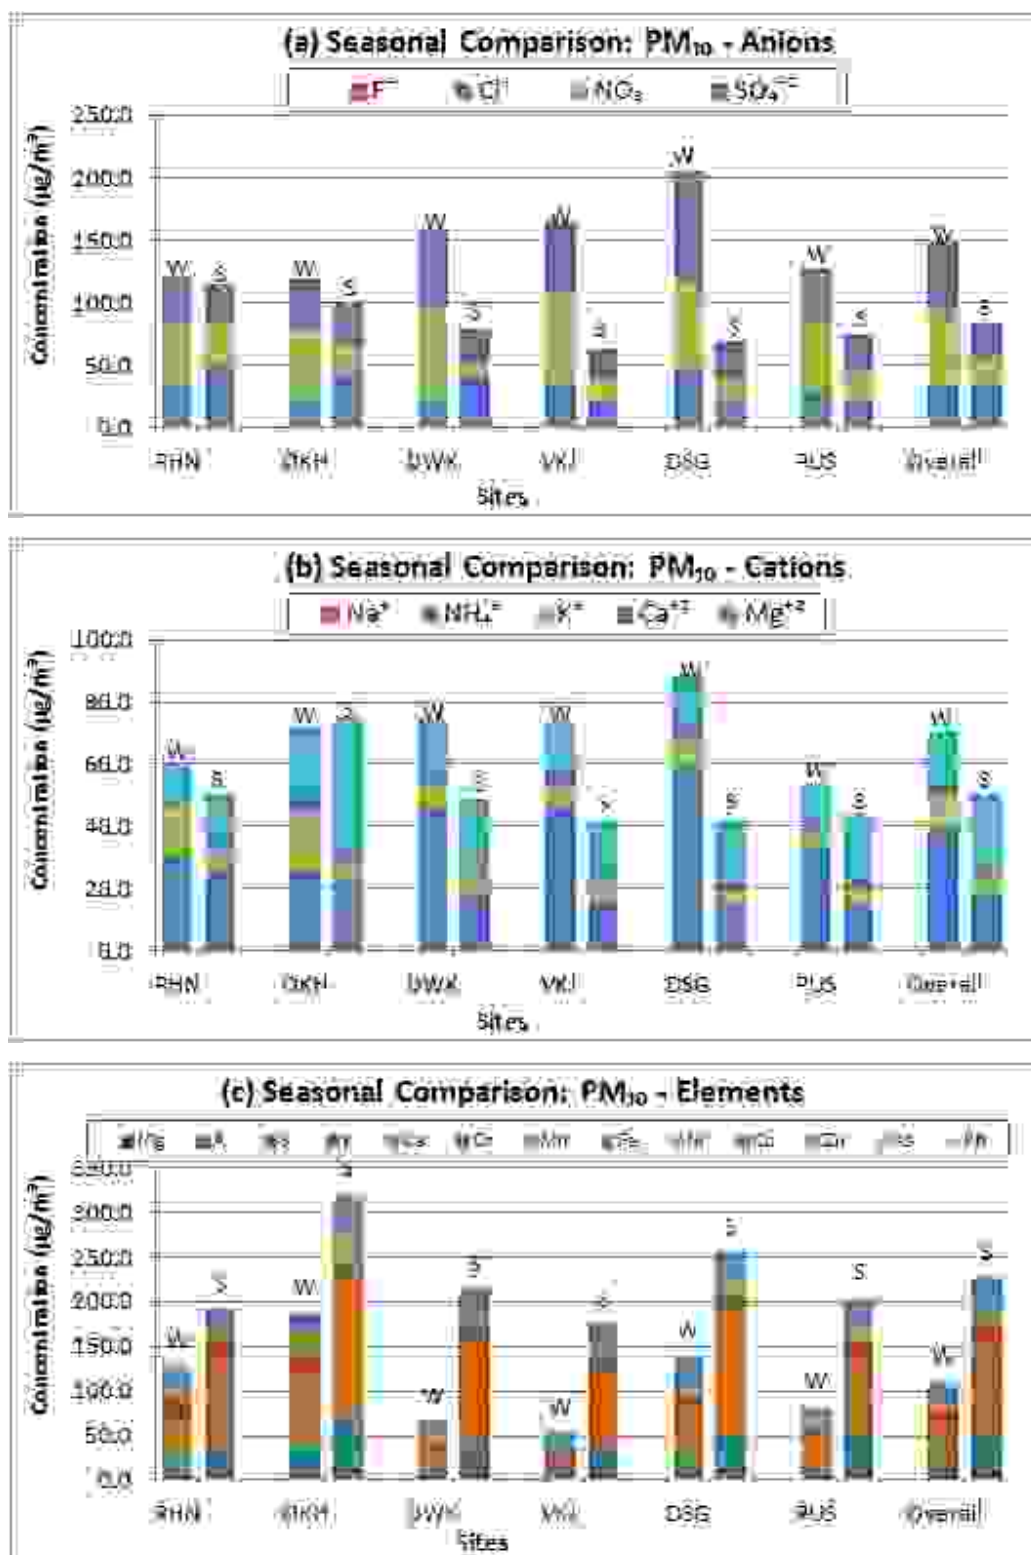 (a) Seasonal Comparison: PM₁₀ - Anions
F⁻ Cl⁻ NO₃ SO₄
Concentration (µg/m³)
250.0
200.0
150.0
100.0
50.0
0.0
W S W S W S W S W S W S W S
RHN OKH DWK VKJ DSG PUS Overall
Sites
(b) Seasonal Comparison: PM₁₀ - Cations
Na⁺ NH₄⁺ K⁺ Ca⁺² Mg⁺²
Concentration (µg/m³)
100.0
80.0
60.0
40.0
20.0
0.0
W S W S W S W S W S W S W S
RHN OKH DWK VKJ DSG PUS Overall
Sites
(c) Seasonal Comparison: PM₁₀ - Elements
Concentration (µg/m³)
350.0
300.0
250.0
200.0
150.0
100.0
50.0
0.0
W S W S W S W S W S W S W S
RHN OKH DWK VKJ DSG PUS Overall
Sites